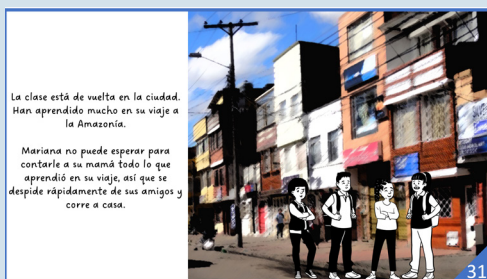 La clase está de vuelta en la ciudad.
Han aprendido mucho en su viaje a
la Amazonía.
Mariana no puede esperar para
contarle a su mamá todo lo que
aprendió en su viaje, así que se
despide rápidamente de sus amigos y
corre a casa.
31